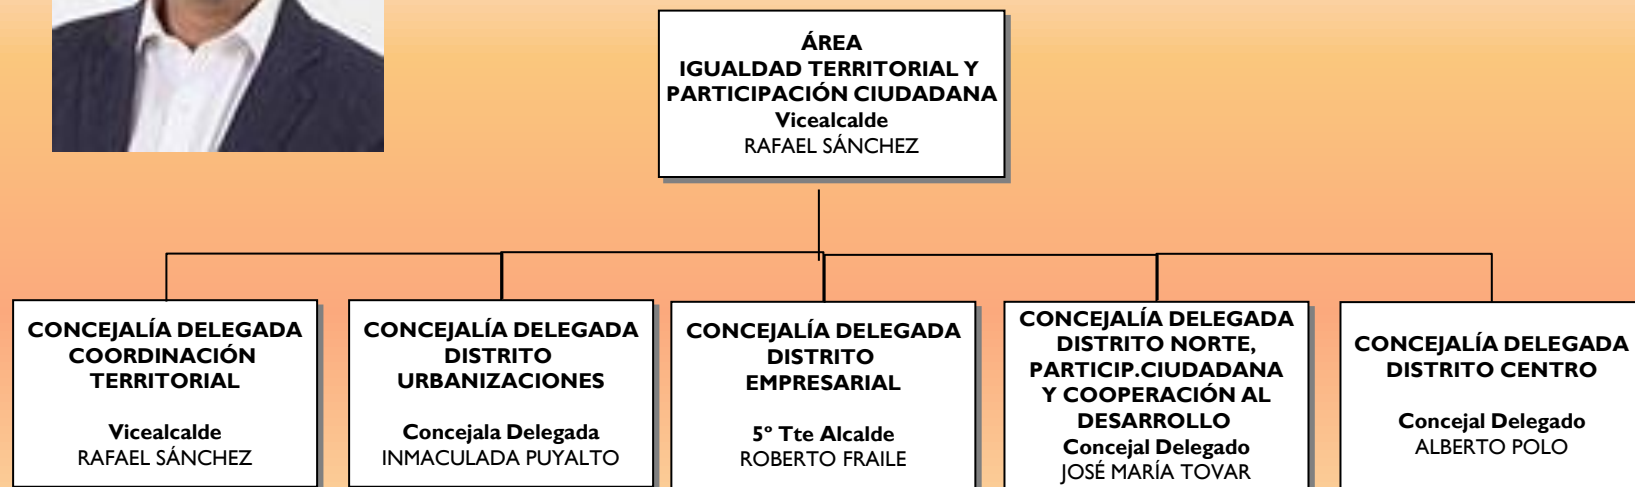 ÁREA
IGUALDAD TERRITORIAL Y
PARTICIPACIÓN CIUDADANA
Vicealcalde
RAFAEL SÁNCHEZ
CONCEJALÍA DELEGADA
COORDINACIÓN
TERRITORIAL
Vicealcalde
RAFAEL SÁNCHEZ
CONCEJALÍA DELEGADA
DISTRITO
URBANIZACIONES
Concejala Delegada
INMACULADA PUYALTO
CONCEJALÍA DELEGADA
DISTRITO
EMPRESARIAL
5º Tte Alcalde
ROBERTO FRAILE
CONCEJALÍA DELEGADA
DISTRITO NORTE,
PARTICIP.CIUDADANA
Y COOPERACIÓN AL
DESARROLLO
Concejal Delegado
JOSÉ MARÍA TOVAR
CONCEJALÍA DELEGADA
DISTRITO CENTRO
Concejal Delegado
ALBERTO POLO